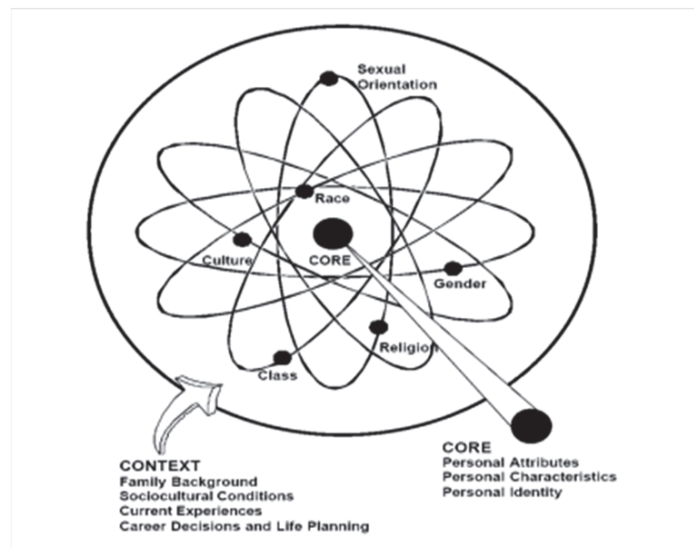 Sexual
Orientation
Race
CORE
Culture
Gender
Religion
Class
CONTEXT
Family Background
Sociocultural Conditions
Current Experiences
Career Decisions and Life Planning
CORE
Personal Attributes
Personal Characteristics
Personal Identity